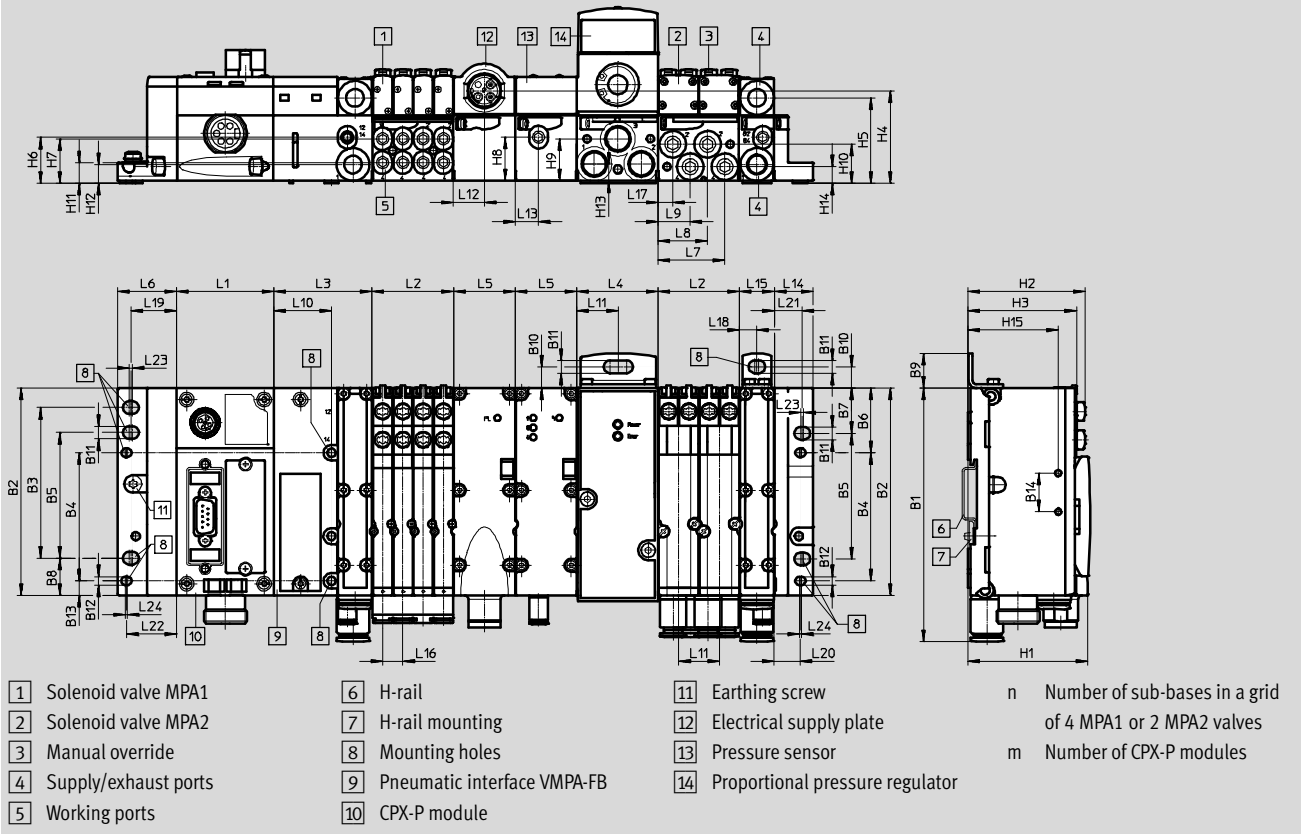 1
12
13
14
2
3
4
H6
H7
H11
H12
H8
H9
H13
H10
H14
H5
H4
5
L12
L13
L17
L9
L8
L7
4
L6
L1
L3
L2
L5
L5
L4
L2
L15
L14
L19
L10
L11
L21
L18
L23
8
8
B10
B11
8
B11
B10
B9
H2
H3
H15
B2
B3
B11
B5
B4
B8
B12
B13
11
8
L24
L22
10
9
8
L16
L11
L20
L24
8
L23
B7
B6
B11
B5
B4
B2
B12
B1
B14
6
7
H1
1 Solenoid valve MPA1
2 Solenoid valve MPA2
3 Manual override
4 Supply/exhaust ports
5 Working ports
6 H-rail
7 H-rail mounting
8 Mounting holes
9 Pneumatic interface VMPA-FB
10 CPX-P module
11 Earthing screw
12 Electrical supply plate
13 Pressure sensor
14 Proportional pressure regulator
n Number of sub-bases in a grid
of 4 MPA1 or 2 MPA2 valves
m Number of CPX-P modules